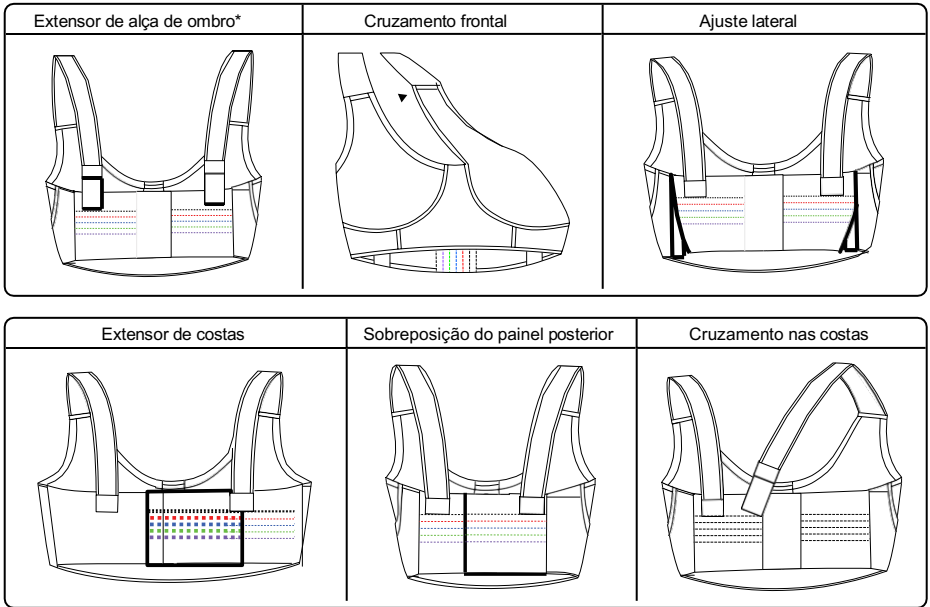 Extensor de alça de ombro*
Cruzamento frontal
Ajuste lateral
Extensor de costas
Sobreposição do painel posterior
Cruzamento nas costas